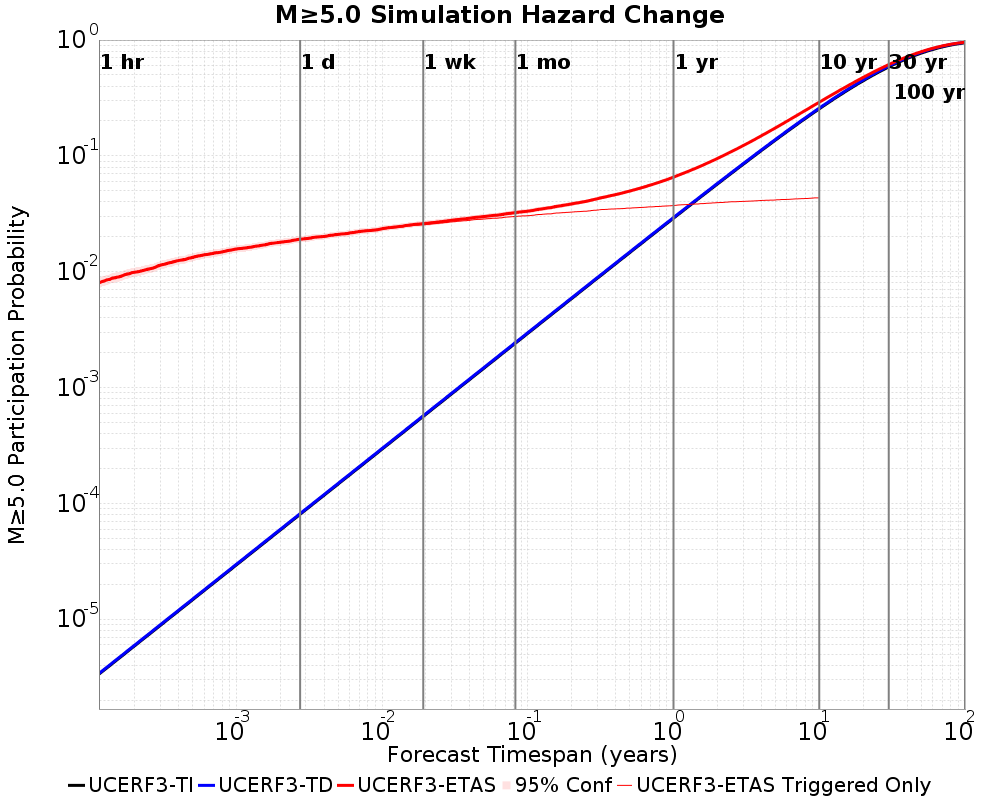 M≥5.0 Simulation Hazard Change
1 hr
1 d
1 wk
1 mo
1 yr
10 yr
30 yr
100 yr
M≥5.0 Participation Probability
10^0
10^-1
10^-2
10^-3
10^-4
10^-5
10^-3
10^-2
10^-1
10^0
10^1
10^2
Forecast Timespan (years)
UCERF3-TI UCERF3-TD UCERF3-ETAS 95% Conf UCERF3-ETAS Triggered Only